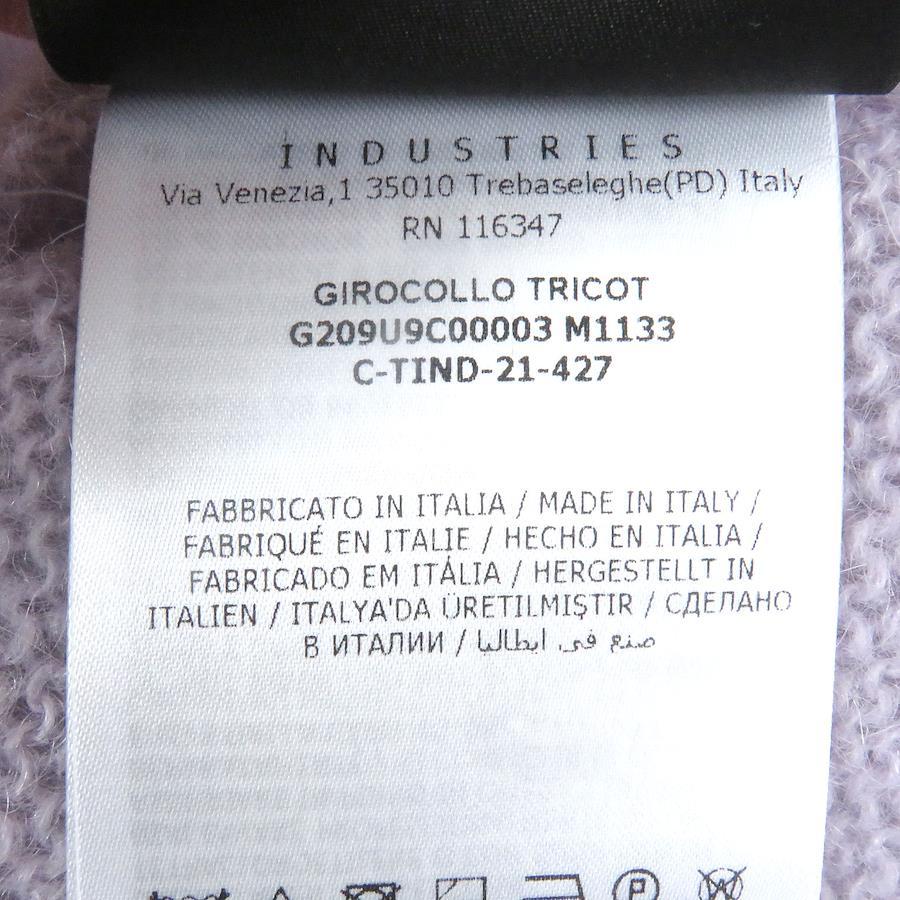 INDUSTRIES
Via Venezia,1 35010 Trebaseleghe(PD) Italy
RN 116347
GIROCOLLO TRICOT
G209U9C00003 M1133
C-TIND-21-427
FABBRICATO IN ITALIA / MADE IN ITALY /
FABRIQUÉ EN ITALIE / HECHO EN ITALIA /
FABRICADO EM ITÁLIA / HERGESTELLT IN
ITALIEN / ITALYA'DA ÜRETILMIŞTIR / СДЕЛАНО
В ИТАЛИИ / صنع في ايطاليا
P
W